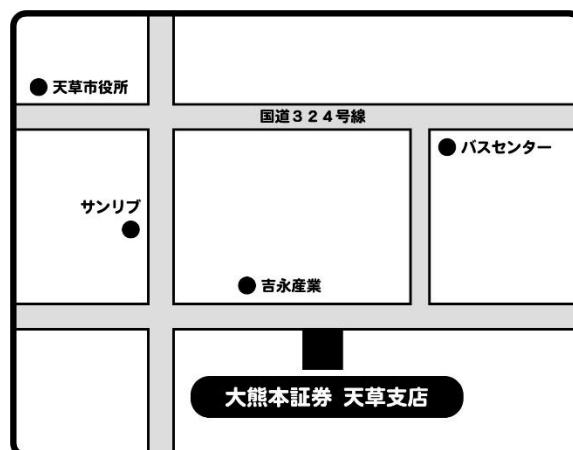 天草市役所
国道３２４号線
バスセンター
サンリブ
吉永産業
大熊本証券 天草支店